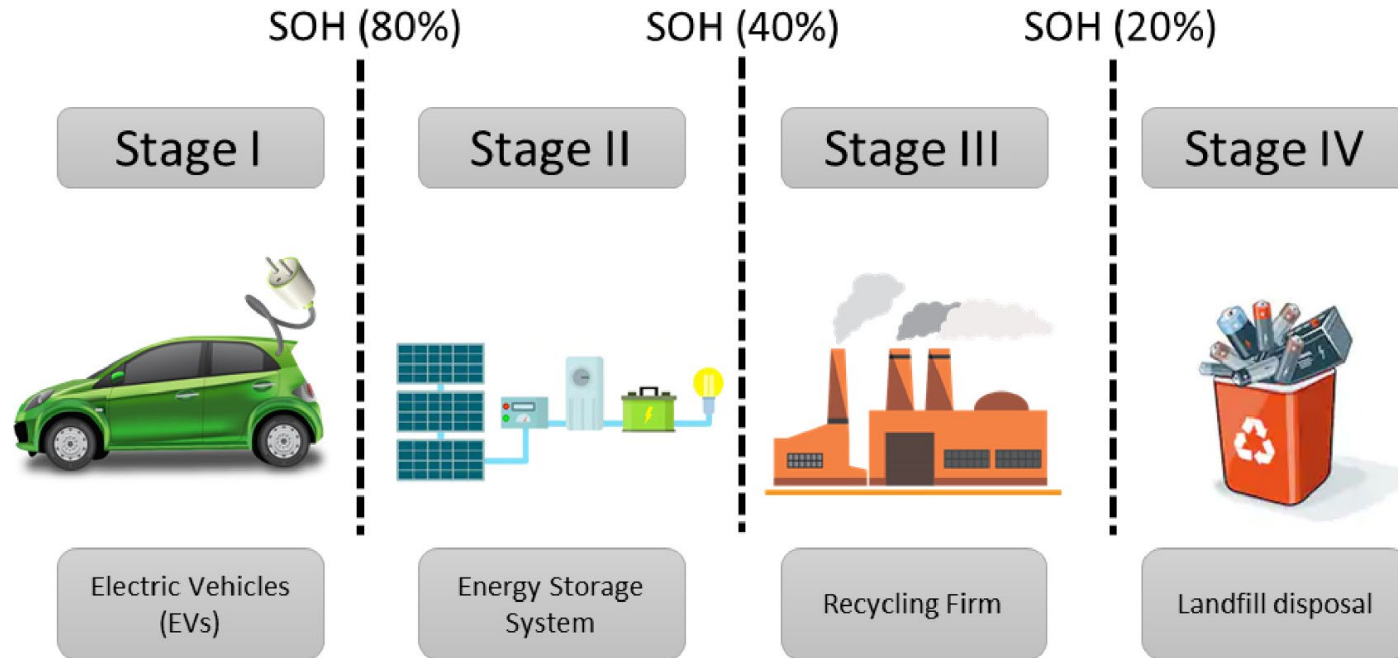 SOH (80%)
SOH (40%)
SOH (20%)
Stage I
Stage II
Stage III
Stage IV
Electric Vehicles
(EVs)
Energy Storage
System
Recycling Firm
Landfill disposal